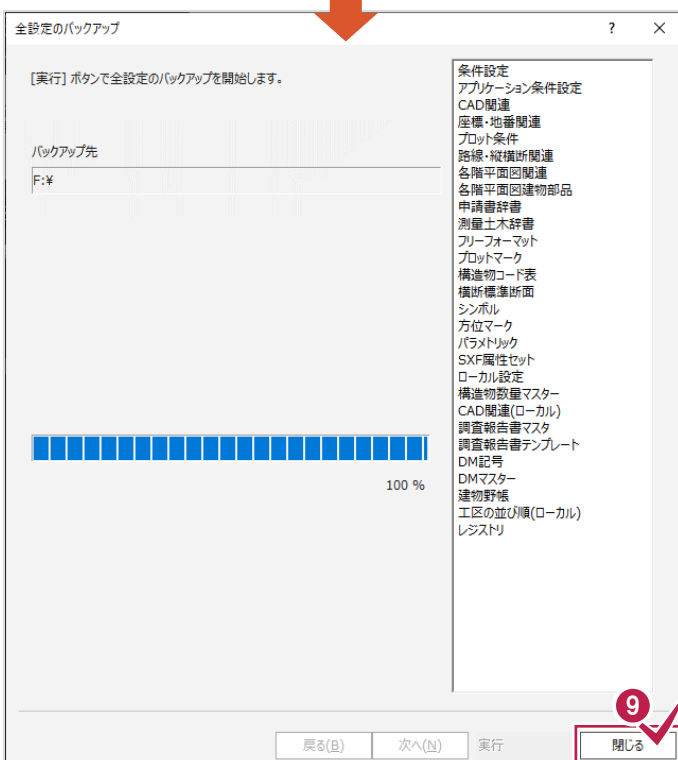 全設定のバックアップ
?
×
[実行] ボタンで全設定のバックアップを開始します。
バックアップ先
F:¥
100 %
条件設定
アプリケーション条件設定
CAD関連
座標・地番関連
プロット条件
路線・縦横断関連
各階平面図関連
各階平面図建物部品
申請書辞書
測量土木辞書
フリーフォーマット
プロットマーク
構造物コード表
横断標準断面
シンボル
方位マーク
パラメトリック
SXF属性セット
ローカル設定
構造物数量マスター
CAD関連(ローカル)
調査報告書マスタ
調査報告書テンプレート
DM記号
DMマスター
建物野帳
工区の並び順(ローカル)
レジストリ
9
戻る(B)
次へ(N)
実行
閉じる